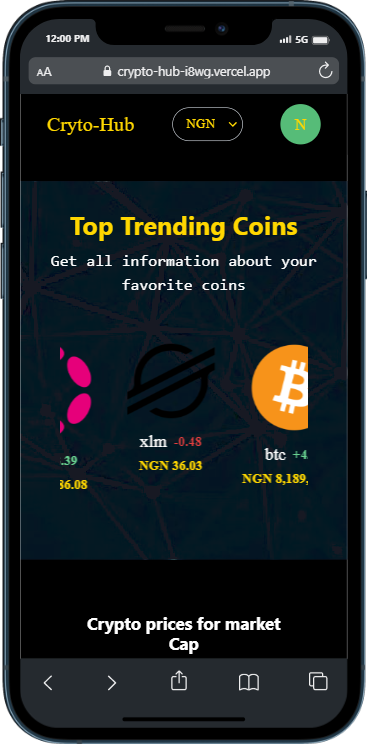 12:00 PM
5G
AA
crypto-hub-i8wg.vercel.app
Cryto-Hub
NGN
N
Top Trending Coins
Get all information about your
favorite coins
.39
86.08
xlm -0.48
NGN 36.03
btc +4
NGN 8,189,
Crypto prices for market
Cap